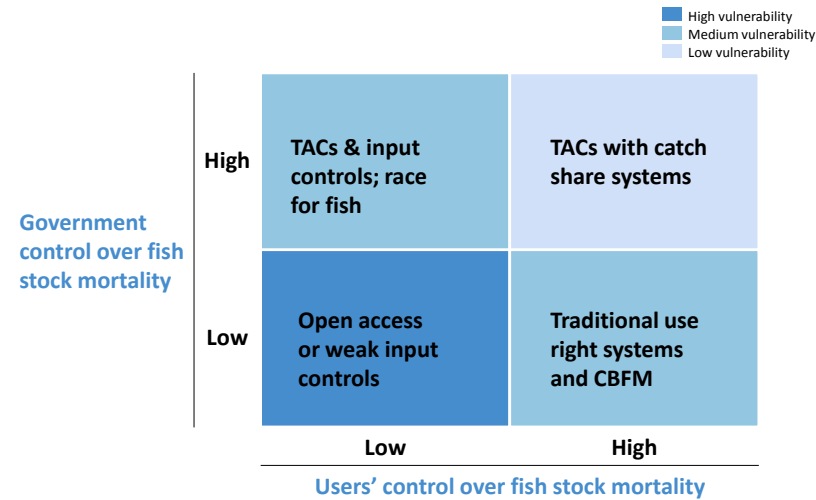 High vulnerability
Medium vulnerability
Low vulnerability
Government
control over fish
stock mortality
High
TACs & input
controls; race
for fish
TACs with catch
share systems
Low
Open access
or weak input
controls
Traditional use
right systems
and CBFM
Low
High
Users’ control over fish stock mortality